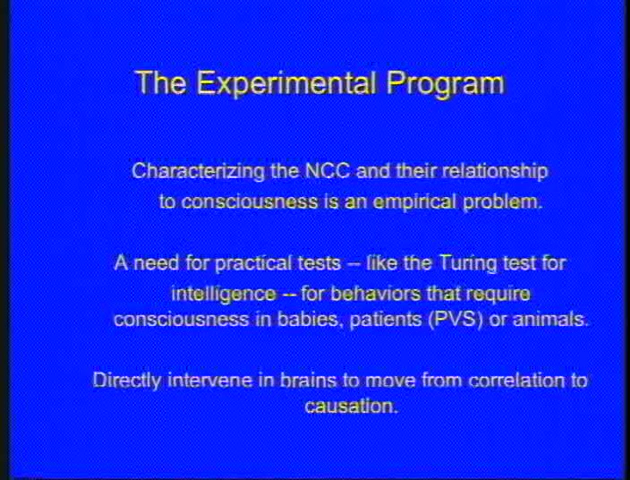 The Experimental Program
Characterizing the NCC and their relationship
to consciousness is an empirical problem.
A need for practical tests -- like the Turing test for
intelligence -- for behaviors that require
consciousness in babies, patients (PVS) or animals.
Directly intervene in brains to move from correlation to
causation.